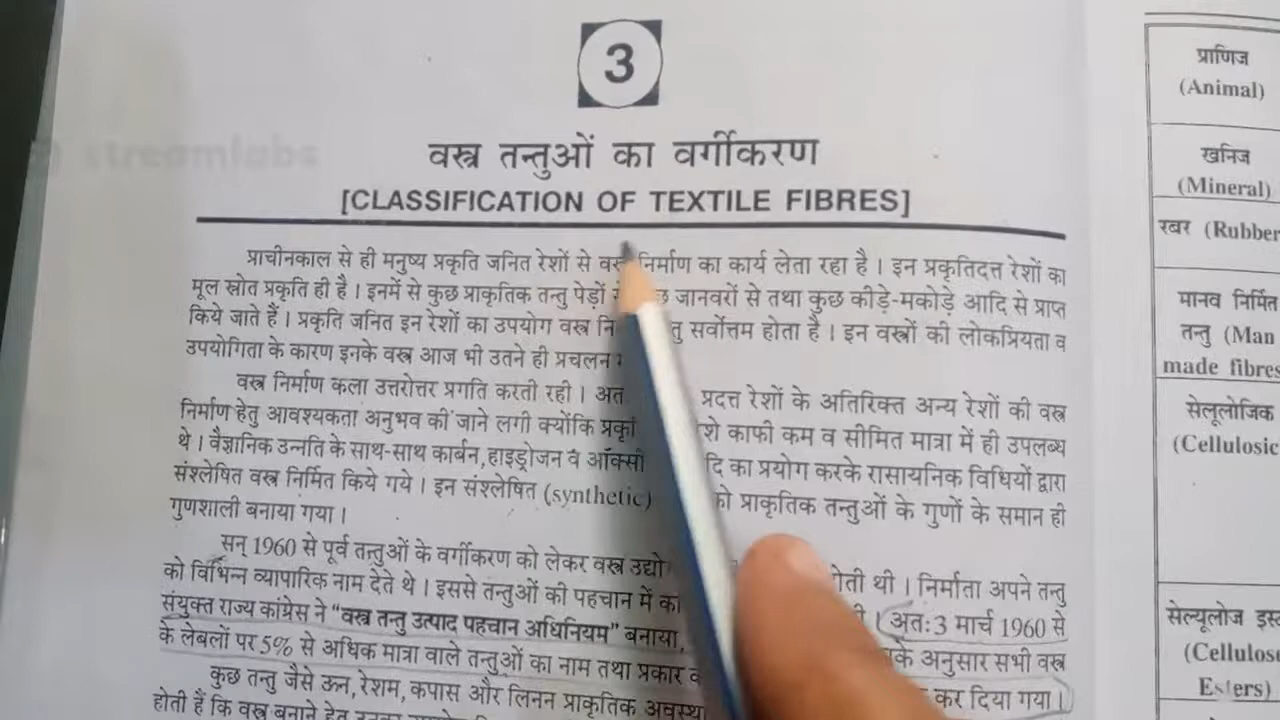 3
वस्त्र तन्तुओं का वर्गीकरण
[CLASSIFICATION OF TEXTILE FIBRES]
प्राचीनकाल से ही मनुष्य प्रकृति जनित रेशों से निर्माण का कार्य लेता रहा है । इन प्रकृतिदत्त रेशों का
मूल स्रोत प्रकृति ही है । इनमें से कुछ प्राकृतिक तन्तु पेड़ों जानवरों से तथा कुछ कीड़े-मकोड़े आदि से प्राप्त
किये जाते हैं । प्रकृति जनित इन रेशों का उपयोग वस्त्र सर्वोत्तम होता है । इन वस्त्रों की लोकप्रियता व
उपयोगिता के कारण इनके वस्त्र आज भी उतने ही प्रचलन
वस्त्र निर्माण कला उत्तरोत्तर प्रगति करती रही । प्रदत्त रेशों के अतिरिक्त अन्य रेशों की वस्त्र
निर्माण हेतु आवश्यकता अनुभव की जाने लगी क्योंकि काफी कम व सीमित मात्रा में ही उपलब्ध
थे । वैज्ञानिक उन्नति के साथ-साथ कार्बन, हाइड्रोजन व का प्रयोग करके रासायनिक विधियों द्वारा
संश्लेषित वस्त्र निर्मित किये गये । इन संश्लेषित (synthetic) को प्राकृतिक तन्तुओं के गुणों के समान ही
गुणशाली बनाया गया ।
सन् 1960 से पूर्व तन्तुओं के वर्गीकरण को लेकर वस्त्र होती थी । निर्माता अपने तन्तु
को विभिन्न व्यापारिक नाम देते थे । इससे तन्तुओं की पहचान में (अतः 3 मार्च 1960 से
संयुक्त राज्य कांग्रेस ने “वस्त्र तन्तु उत्पाद पहचान अधिनियम” बनाया, अनुसार सभी वस्त्र
के लेबलों पर 5% से अधिक मात्रा वाले तन्तुओं का नाम तथा प्रकार कर दिया गया ।
कुछ तन्तु जैसे ऊन, रेशम, कपास और लिनन प्राकृतिक
होती हैं कि वस्त्र बनाने हेतु
प्राणिज
(Animal)
खनिज
(Mineral)
रबर (Rubber
मानव निर्मित
तन्तु (Man
made fibres
सेलूलोजिक
(Cellulosic
सेल्यूलोज
(Cellulose
Esters)
streamlabs